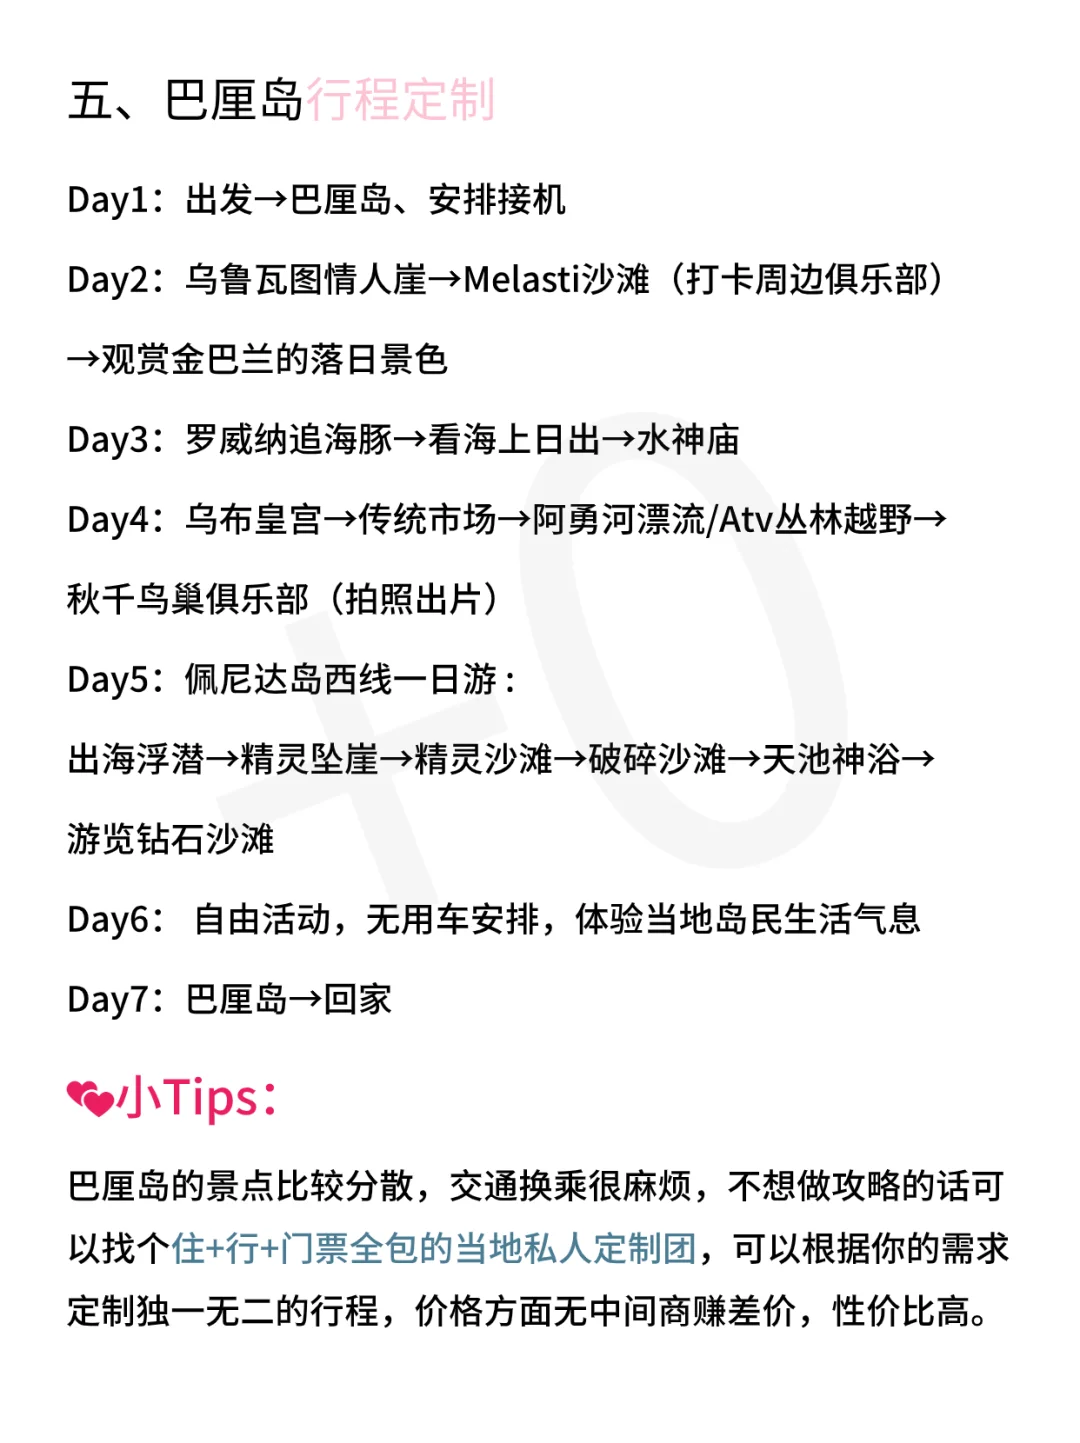 五、巴厘岛行程定制
Day1：出发→巴厘岛、安排接机
Day2：乌鲁瓦图情人崖→Melasti沙滩（打卡周边俱乐部）
→观赏金巴兰的落日景色
Day3：罗威纳追海豚→看海上日出→水神庙
Day4：乌布皇宫→传统市场→阿勇河漂流/Atv丛林越野→
秋千鸟巢俱乐部（拍照出片）
Day5：佩尼达岛西线一日游：
出海浮潜→精灵坠崖→精灵沙滩→破碎沙滩→天池神浴→
游览钻石沙滩
Day6： 自由活动，无用车安排，体验当地岛民生活气息
Day7：巴厘岛→回家
小Tips：
巴厘岛的景点比较分散，交通换乘很麻烦，不想做攻略的话可
以找个住+行+门票全包的当地私人定制团，可以根据你的需求
定制独一无二的行程，价格方面无中间商赚差价，性价比高。
+0